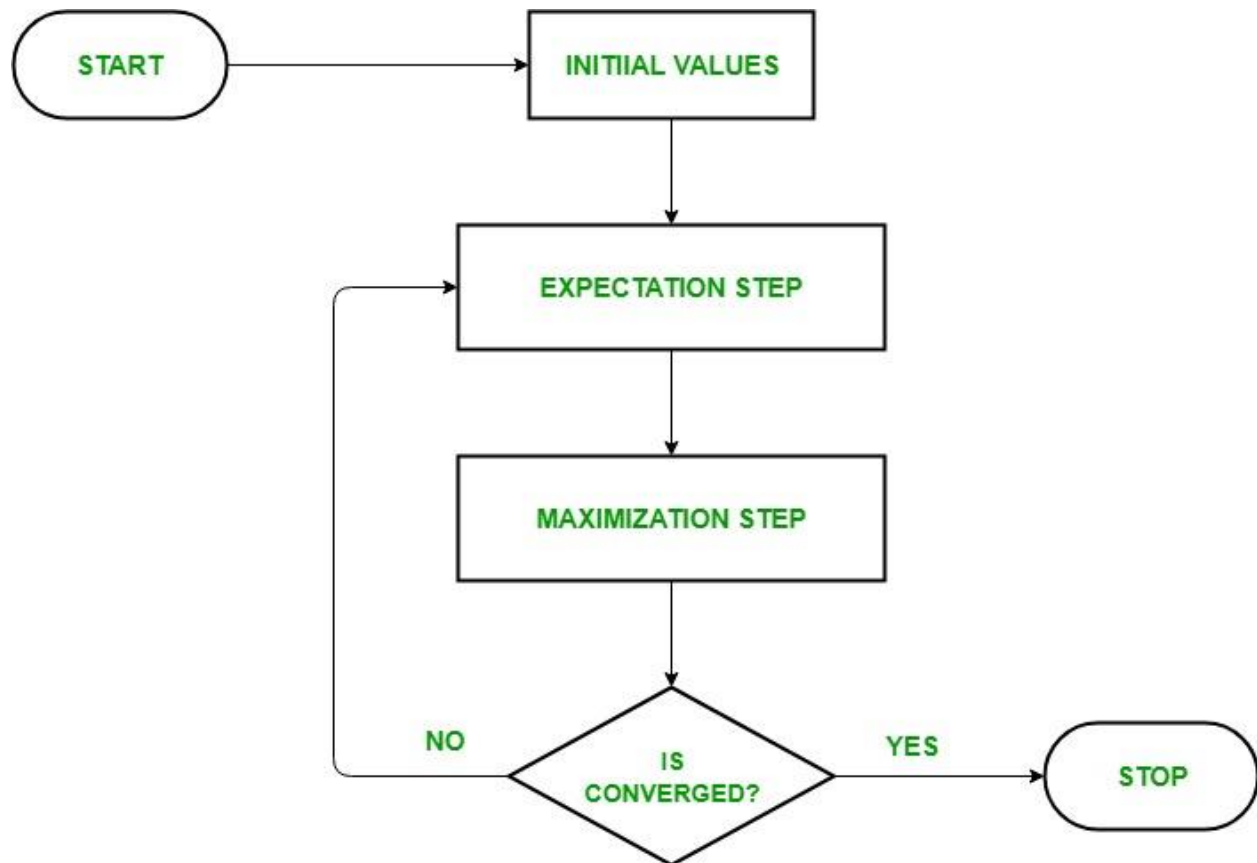 START
INITIIAL VALUES
EXPECTATION STEP
MAXIMIZATION STEP
NO
YES
IS
CONVERGED?
STOP